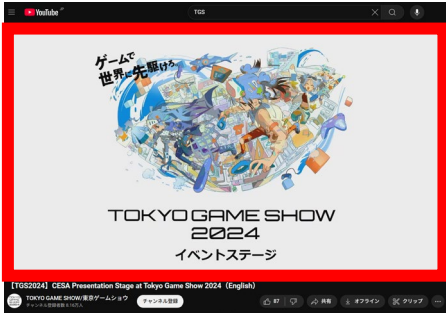 YouTube
TGS
ゲームで
世界に先駆けろ。
TOKYO GAME SHOW
2024
イベントステージ
【TGS2024】CESA Presentation Stage at Tokyo Game Show 2024（English）
TOKYO GAME SHOW/東京ゲームショウ
チャンネル登録
87
共有
オフライン
クリップ